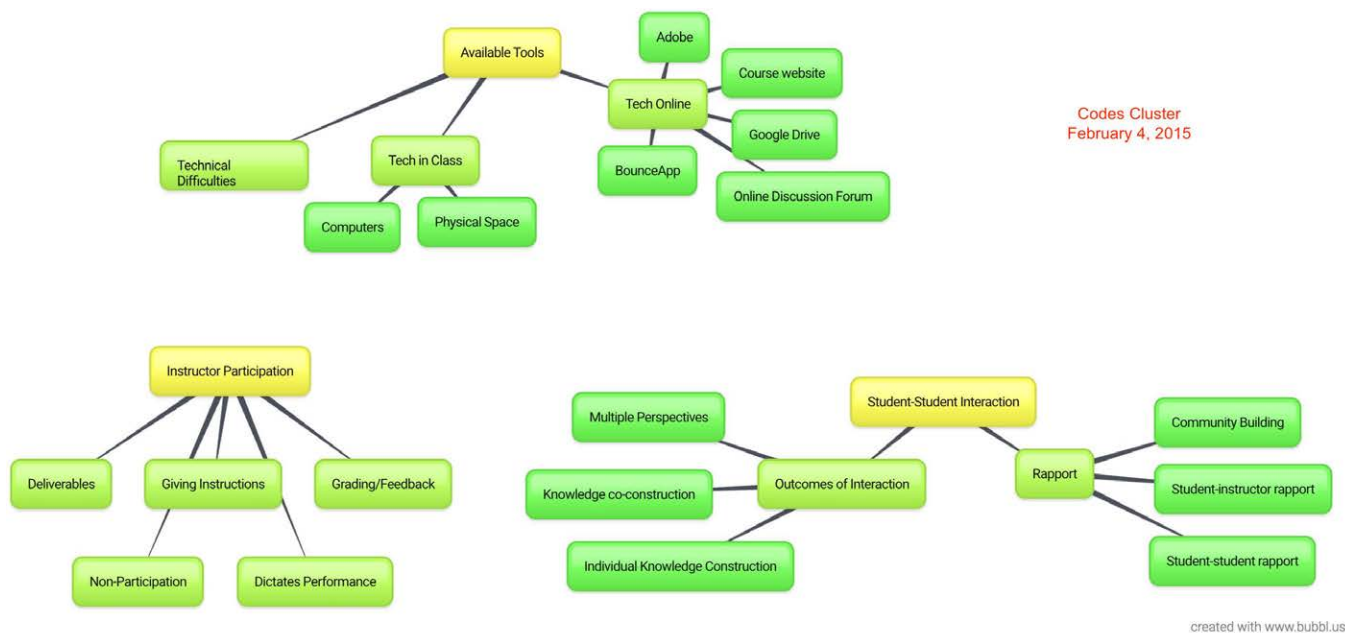 Available Tools
Adobe
Course website
Tech Online
Google Drive
BounceApp
Online Discussion Forum
Technical
Difficulties
Tech in Class
Computers
Physical Space
Codes Cluster
February 4, 2015
Instructor Participation
Deliverables
Giving Instructions
Grading/Feedback
Non-Participation
Dictates Performance
Student-Student Interaction
Multiple Perspectives
Knowledge co-construction
Outcomes of Interaction
Individual Knowledge Construction
Rapport
Community Building
Student-instructor rapport
Student-student rapport
created with www.bubbl.us